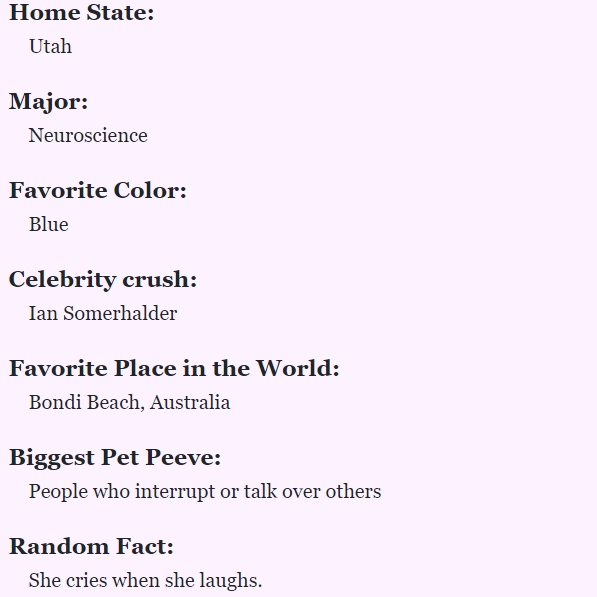 Home State:
Utah
Major:
Neuroscience
Favorite Color:
Blue
Celebrity crush:
Ian Somerhalder
Favorite Place in the World:
Bondi Beach, Australia
Biggest Pet Peeve:
People who interrupt or talk over others
Random Fact:
She cries when she laughs.